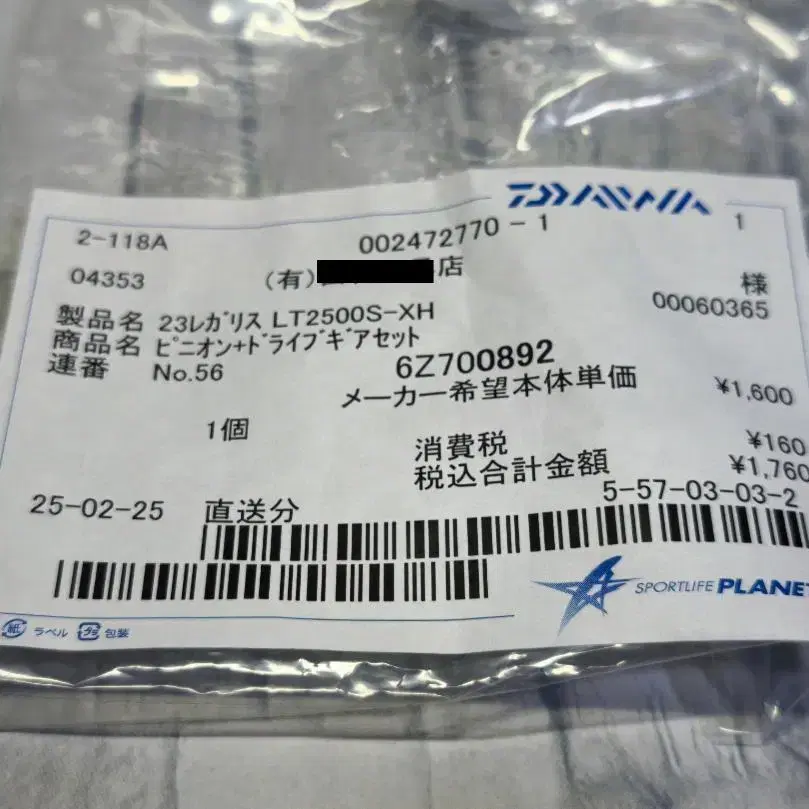 DAIWA
2-118A 002472770-1 1
04353 (有) 店 様
00060365
製品名 23レガリス LT2500S-XH
商品名 ピニオン+ドライブギアセット
連番 No.56 6Z700892
メーカー希望本体単価 ¥1,600
1個
消費税 ¥160
税込合計金額 ¥1,760
25-02-25 直送分 5-57-03-03-2
SPORTLIFE PLANET
紙 ラベル プラ 包装